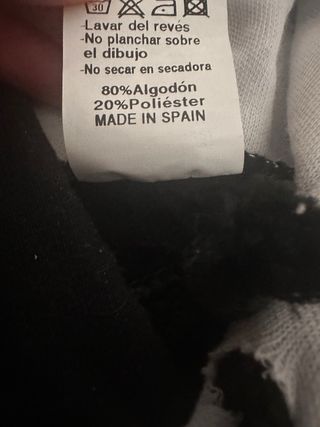 30
-Lavar del revés
-No planchar sobre
el dibujo
-No secar en secadora
80%Algodón
20%Poliéster
MADE IN SPAIN